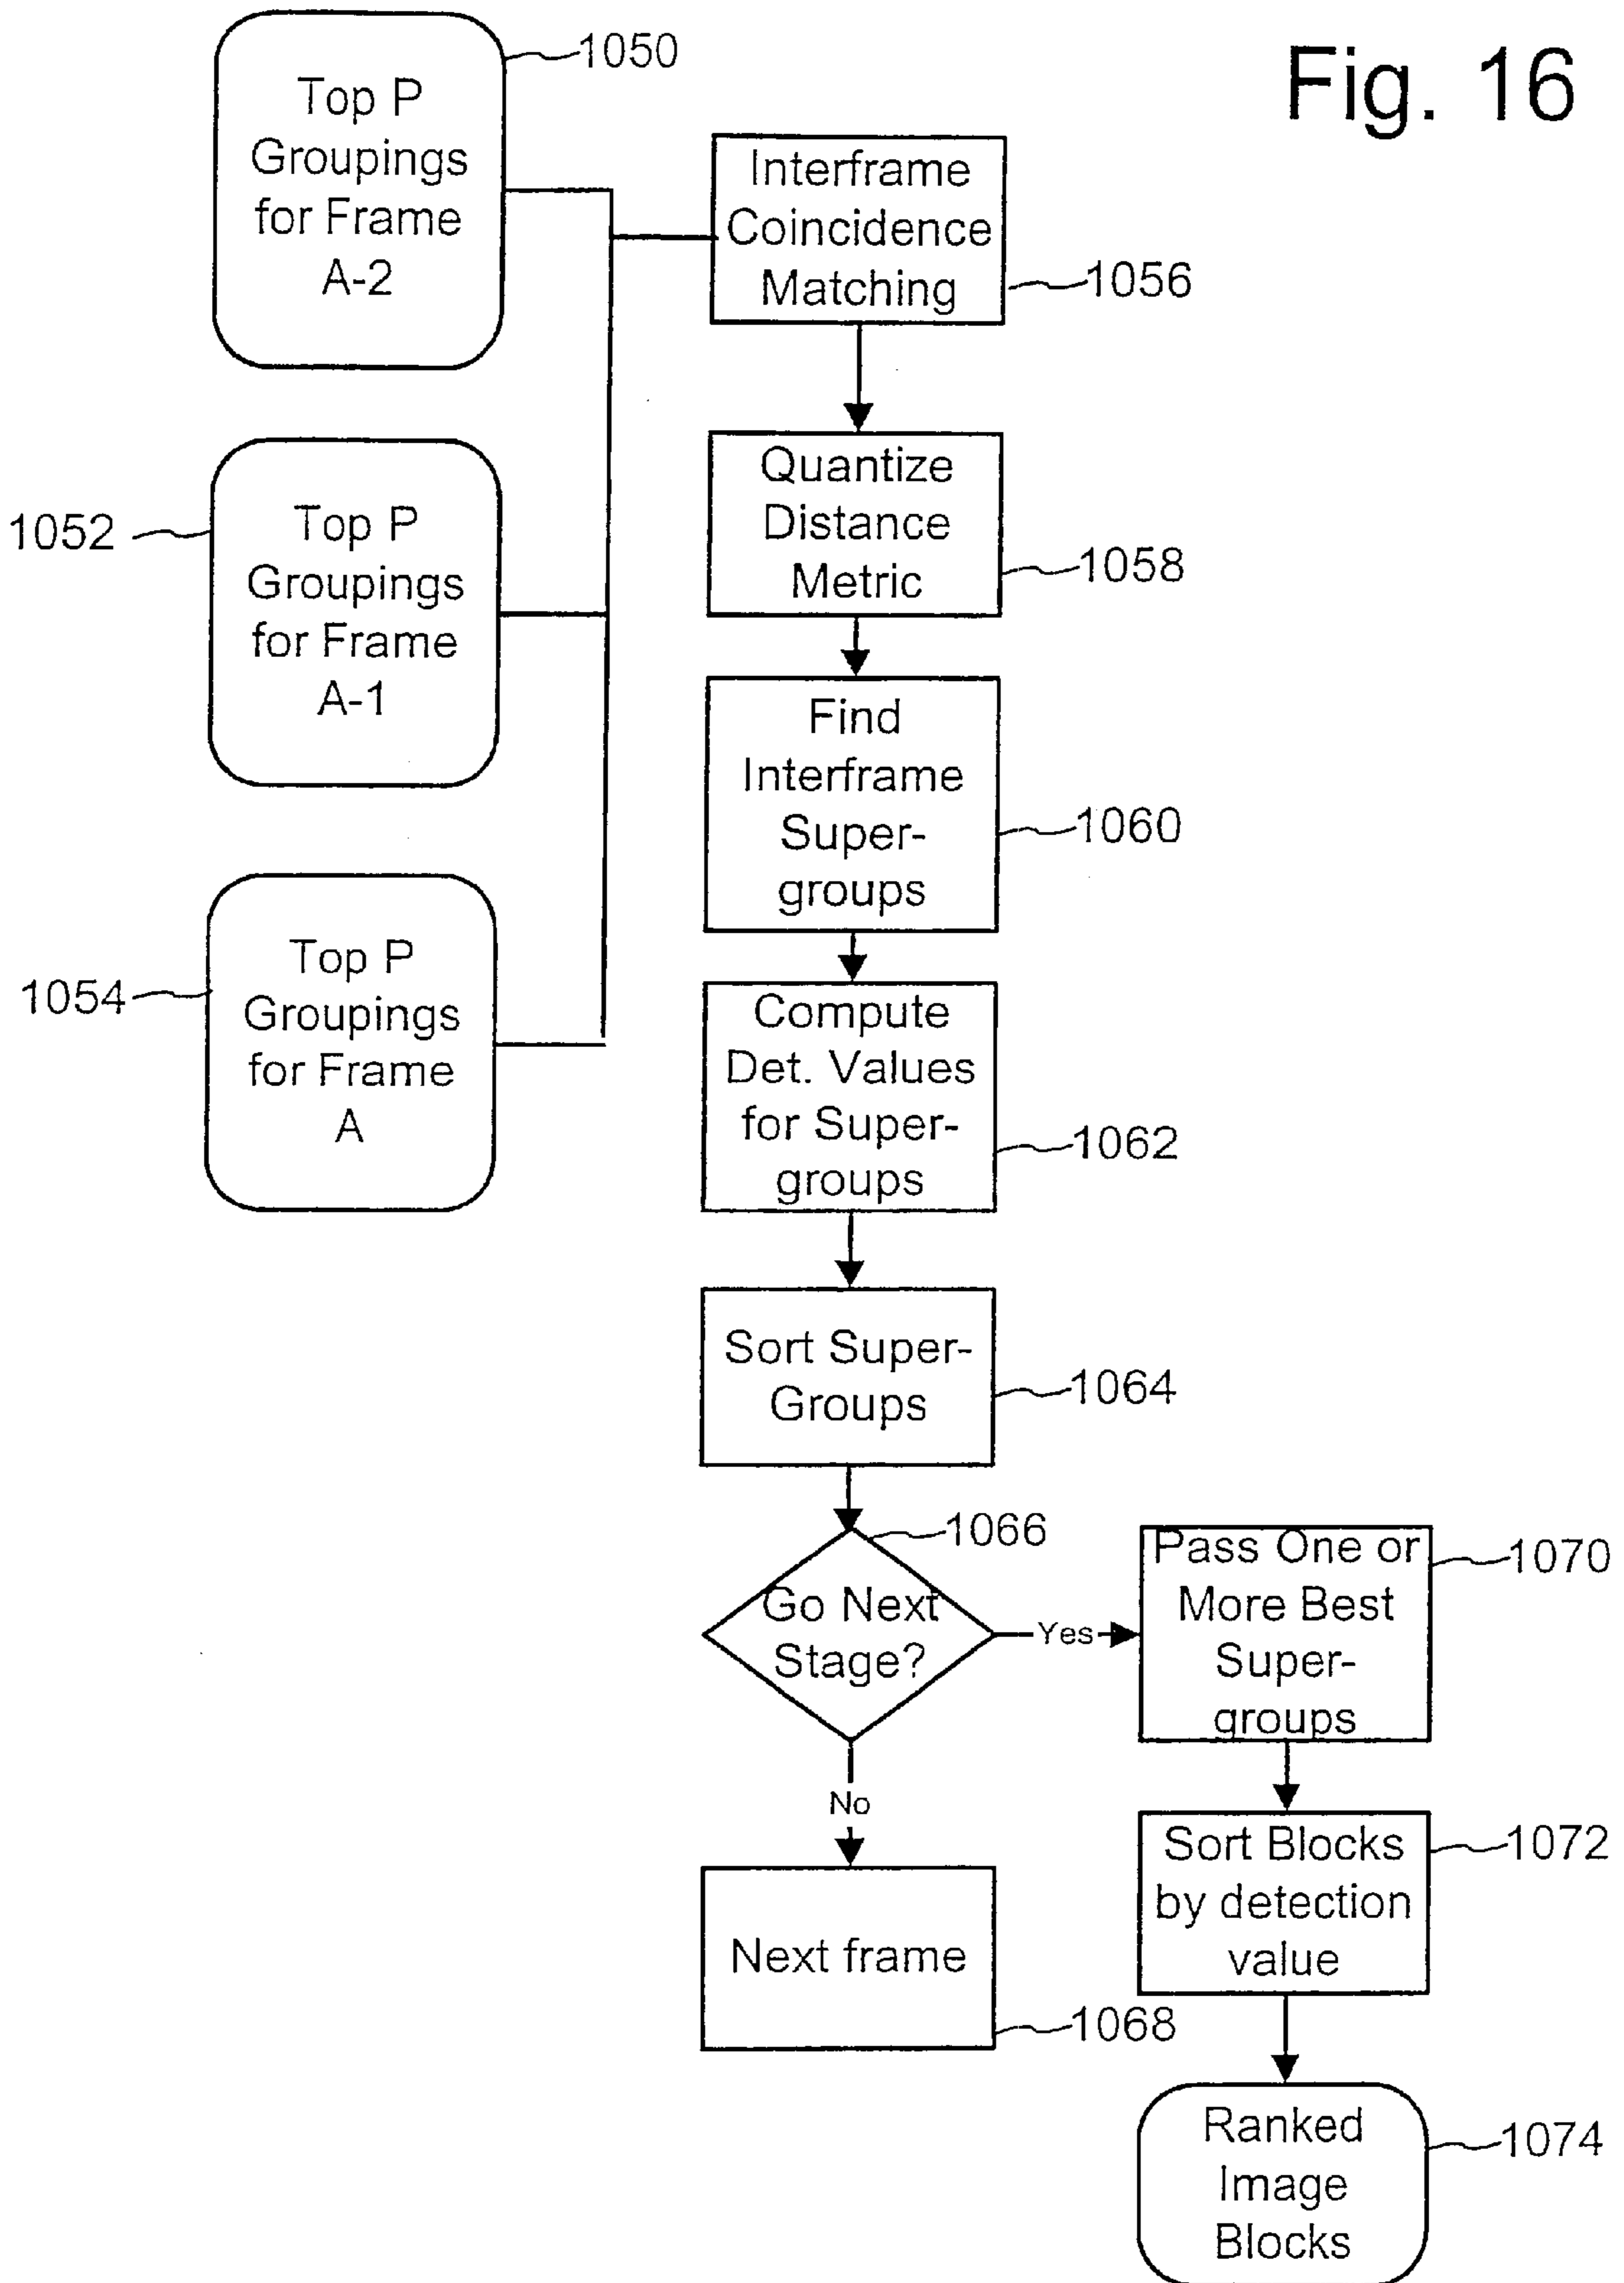 Fig. 16
1050
Top P
Groupings
for Frame
A-2
1052
Top P
Groupings
for Frame
A-1
1054
Top P
Groupings
for Frame
A
Interframe
Coincidence
Matching
1056
Quantize
Distance
Metric
1058
Find
Interframe
Super-
groups
1060
Compute
Det. Values
for Super-
groups
1062
Sort Super-
Groups
1064
1066
Go Next
Stage?
Yes
No
Next frame
1068
Pass One or
More Best
Super-
groups
1070
Sort Blocks
by detection
value
1072
Ranked
Image
Blocks
1074